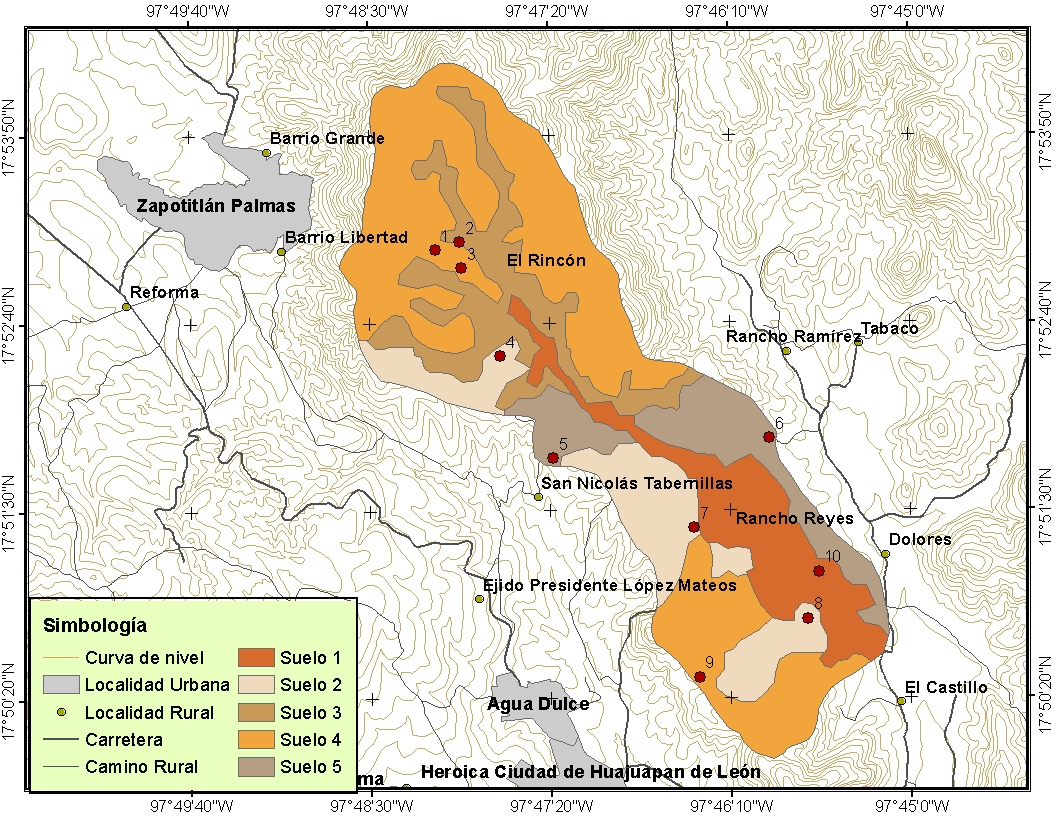 97°49'40"W 97°48'30"W 97°47'20"W 97°46'10"W 97°45'0"W
17°53'50"N
17°53'50"N
Barrio Grande
Zapotitlán Palmas
Barrio Libertad
1
2
3
El Rincón
Reforma
17°52'40"N
17°52'40"N
Rancho Ramírez
Tabaco
4
6
5
San Nicolás Tabernillas
17°51'30"N
17°51'30"N
7
Rancho Reyes
Dolores
10
Ejido Presidente López Mateos
8
9
17°50'20"N
17°50'20"N
El Castillo
Agua Dulce
Heroica Ciudad de Huajuapan de León
ma
Simbología
Curva de nivel
Localidad Urbana
Localidad Rural
Carretera
Camino Rural
Suelo 1
Suelo 2
Suelo 3
Suelo 4
Suelo 5
97°49'40"W 97°48'30"W 97°47'20"W 97°46'10"W 97°45'0"W